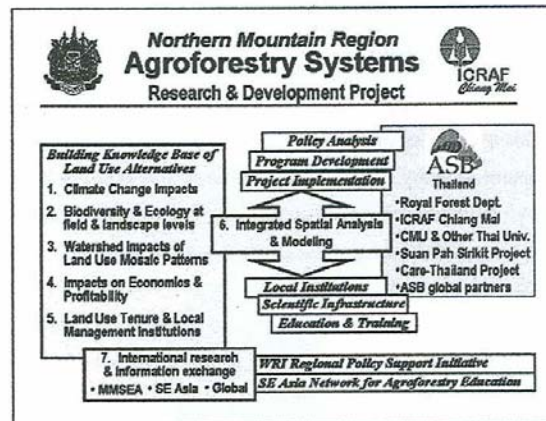 Northern Mountain Region
Agroforestry Systems
Research & Development Project
ICRAF
Chiang Mai
Building Knowledge Base of
Land Use Alternatives
1. Climate Change Impacts
2. Biodiversity & Ecology at
field & landscape levels
3. Watershed Impacts of
Land Use Mosaic Patterns
4. Impacts on Economics &
Profitability
5. Land Use Tenure & Local
Management Institutions
Policy Analysis
Program Development
Project Implementation
6. Integrated Spatial Analysis
& Modeling
Local Institutions
Scientific Infrastructure
Education & Training
ASB
Thailand
•Royal Forest Dept.
•ICRAF Chiang Mai
•CMU & Other Thai Univ.
•Suan Pah Sirikit Project
•Care-Thailand Project
•ASB global partners
7. International research
& information exchange
• MMSEA • SE Asia • Global
WRI Regional Policy Support Initiative
SE Asia Network for Agroforestry Education